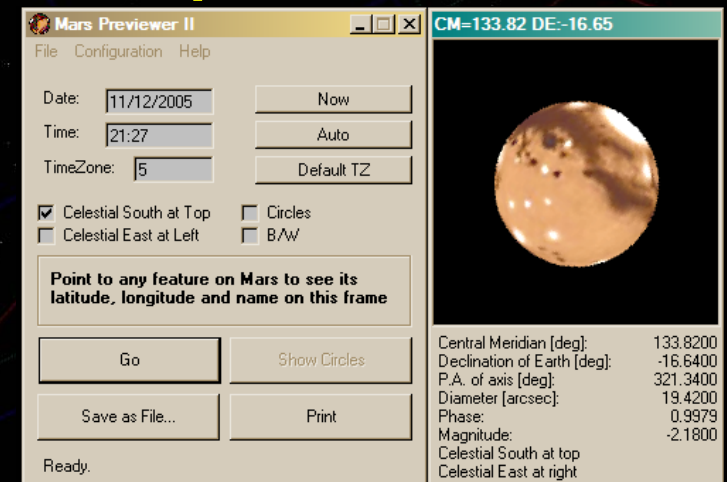 Mars Previewer II
File Configuration Help
Date: 11/12/2005 Now
Time: 21:27 Auto
TimeZone: 5 Default TZ
Celestial South at Top Circles
Celestial East at Left B/W
Point to any feature on Mars to see its
latitude, longitude and name on this frame
Go Show Circles
Save as File... Print
Ready.
CM=133.82 DE:-16.65
Central Meridian [deg]: 133.8200
Declination of Earth [deg]: -16.6400
P.A. of axis [deg]: 321.3400
Diameter [arcsec]: 19.4200
Phase: 0.9979
Magnitude: -2.1800
Celestial South at top
Celestial East at right